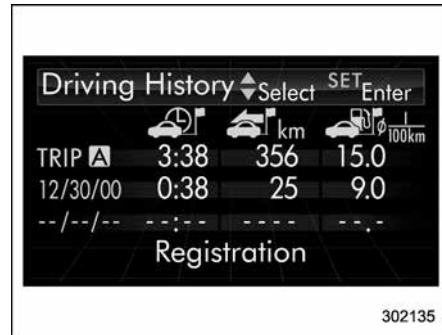 Driving History Select SET Enter
km ø l/100km
TRIP A 3:38 356 15.0
12/30/00 0:38 25 9.0
--/--/-- --:-- ---- --.-
Registration
302135